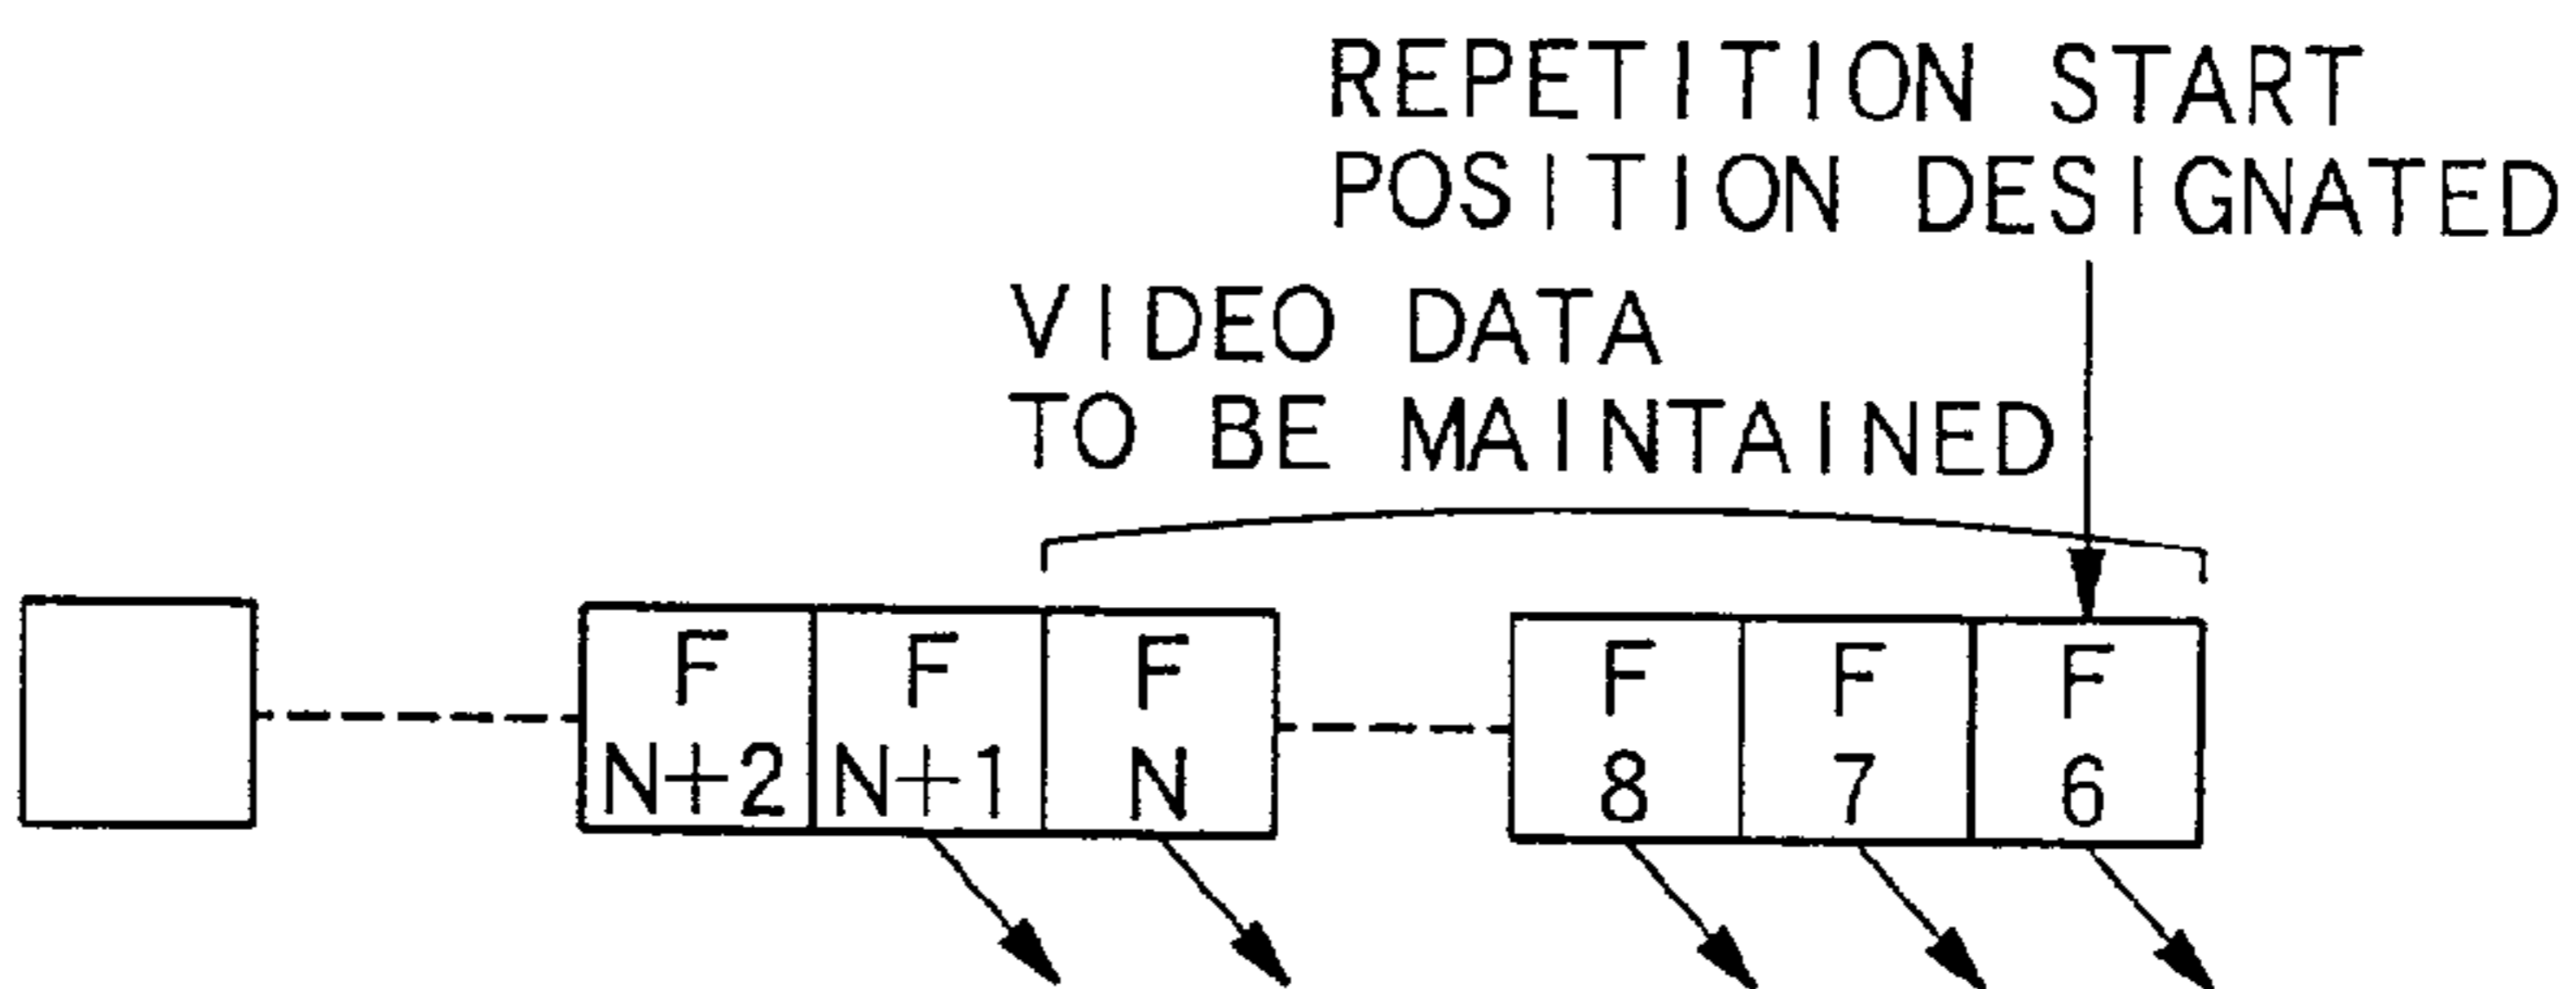 REPETITION START
POSITION DESIGNATED
VIDEO DATA
TO BE MAINTAINED
F F F F F F
N+2 N+1 N 8 7 6